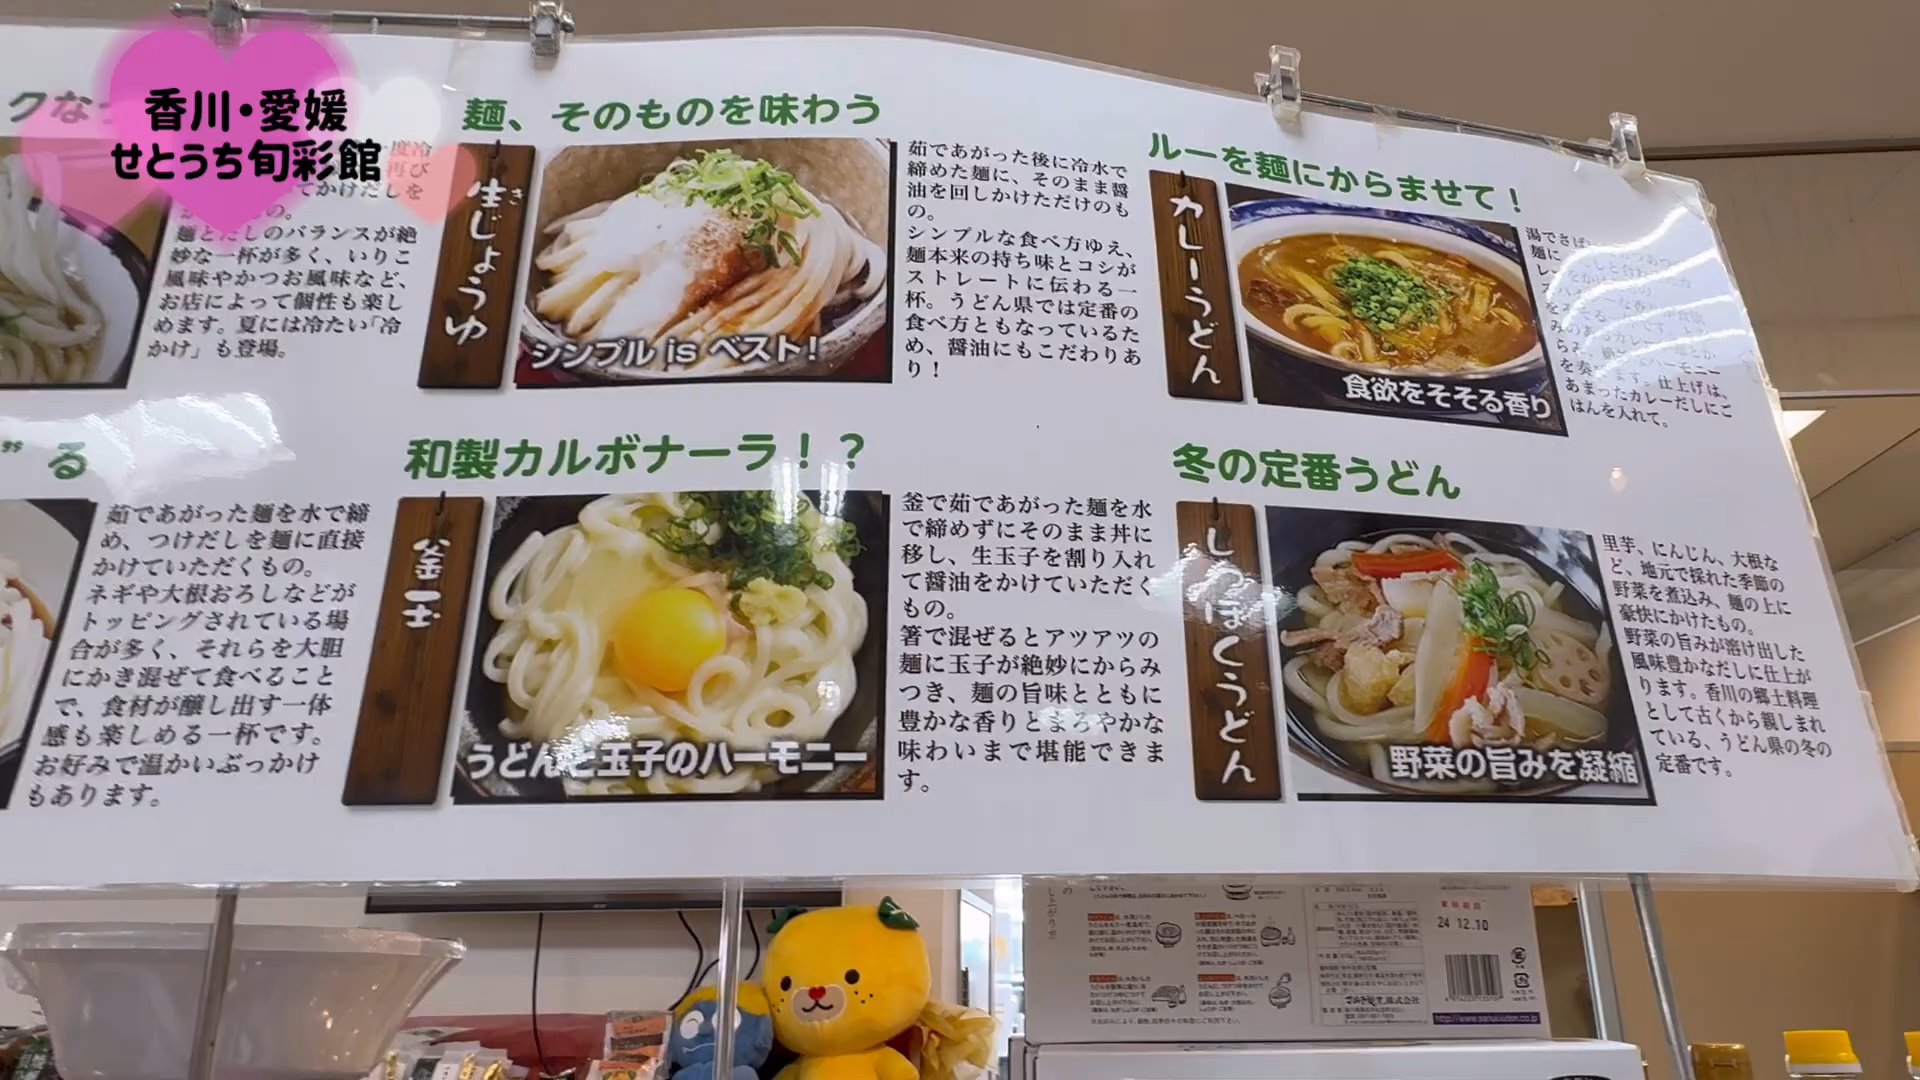 香川・愛媛
せとうち旬彩館
クな
麺とだしのバランスが絶
妙な一杯が多く、いりこ
風味やかつお風味など、
お店によって個性も楽し
めます。夏には冷たい「冷
かけ」も登場。
麺、そのものを味わう
生じょうゆ
き
シンプル is ベスト!
茹であがった後に冷水で
締めた麺に、そのまま醤
油を回しかけただけのも
の。
シンプルな食べ方ゆえ、
麺本来の持ち味とコシが
ストレートに伝わる一
杯。うどん県では定番の
食べ方ともなっているた
め、醤油にもこだわりあ
り!
ルーを麺にからませて!
カレーうどん
食欲をそそる香り
を奏
ます。仕上げは、
あまったカレーだしにご
はんを入れて。
る
茹であがった麺を水で締
め、つけだしを麺に直接
かけていただくもの。
ネギや大根おろしなどが
トッピングされている場
合が多く、それらを大胆
にかき混ぜて食べること
で、食材が醸し出す一体
感も楽しめる一杯です。
お好みで温かいぶっかけ
もあります。
和製カルボナーラ!?
釜玉
うどんと玉子のハーモニー
釜で茹であがった麺を水
で締めずにそのまま丼に
移し、生玉子を割り入れ
て醤油をかけていただく
もの。
箸で混ぜるとアツアツの
麺に玉子が絶妙にからみ
つき、麺の旨味とともに
豊かな香りとまろやかな
味わいまで堪能できま
す。
冬の定番うどん
しっぽくうどん
野菜の旨みを凝縮
里芋、にんじん、大根な
ど、地元で採れた季節の
野菜を煮込み、麺の上に
豪快にかけたもの。
野菜の旨みが溶け出した
風味豊かなだしに仕上が
ります。香川の郷土料理
として古くから親しまれ
ている、うどん県の冬の
定番です。
24 12.10